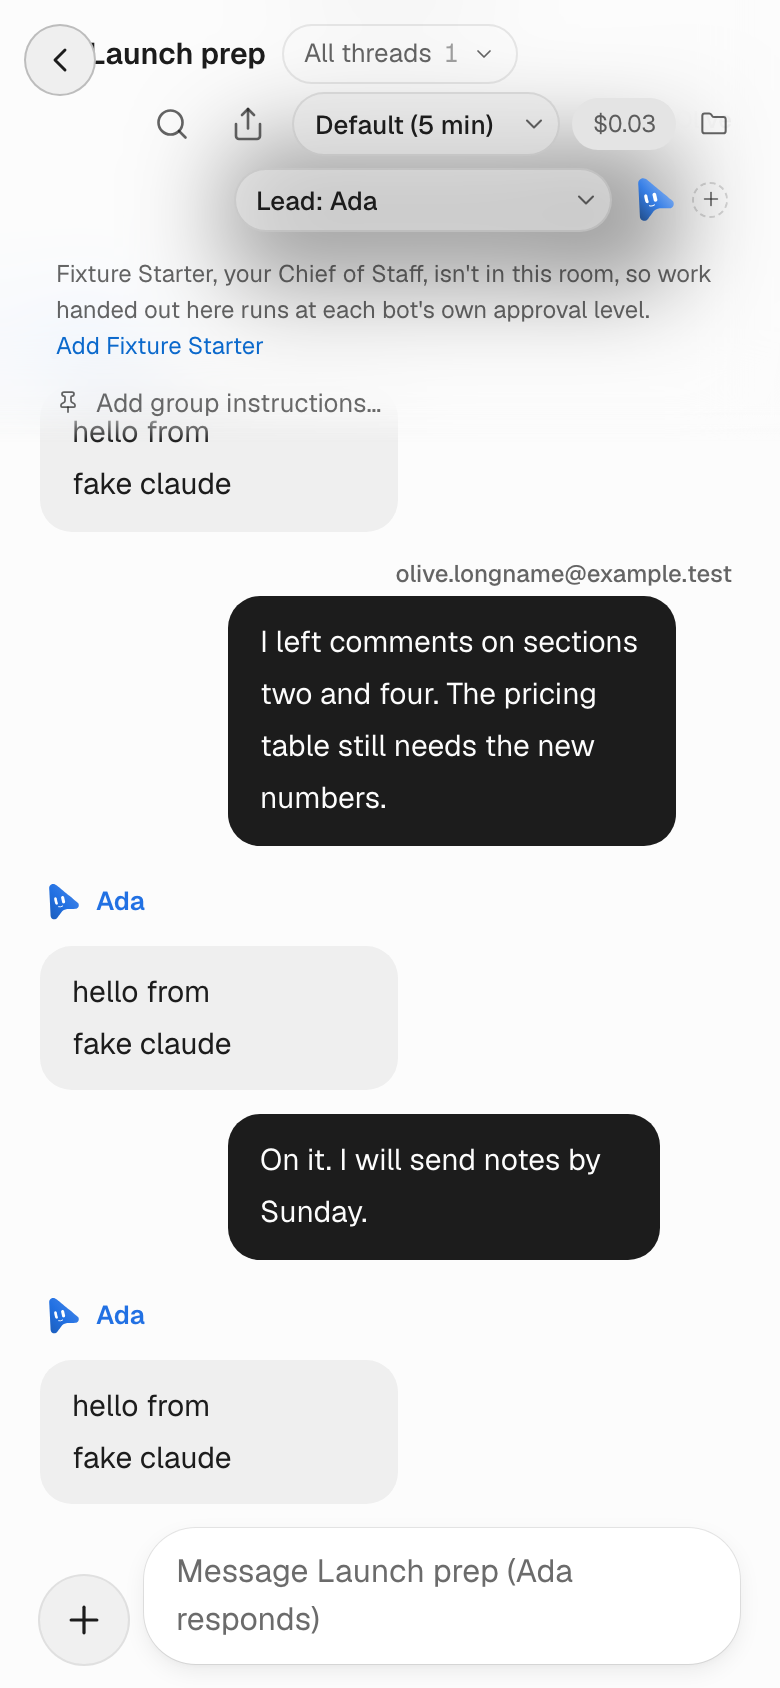 Launch prep
All threads 1
Default (5 min)
$0.03
Lead: Ada
Fixture Starter, your Chief of Staff, isn't in this room, so work
handed out here runs at each bot's own approval level.
Add Fixture Starter
Add group instructions...
hello from
fake claude
olive.longname@example.test
I left comments on sections
two and four. The pricing
table still needs the new
numbers.
Ada
hello from
fake claude
On it. I will send notes by
Sunday.
Ada
hello from
fake claude
Message Launch prep (Ada
responds)